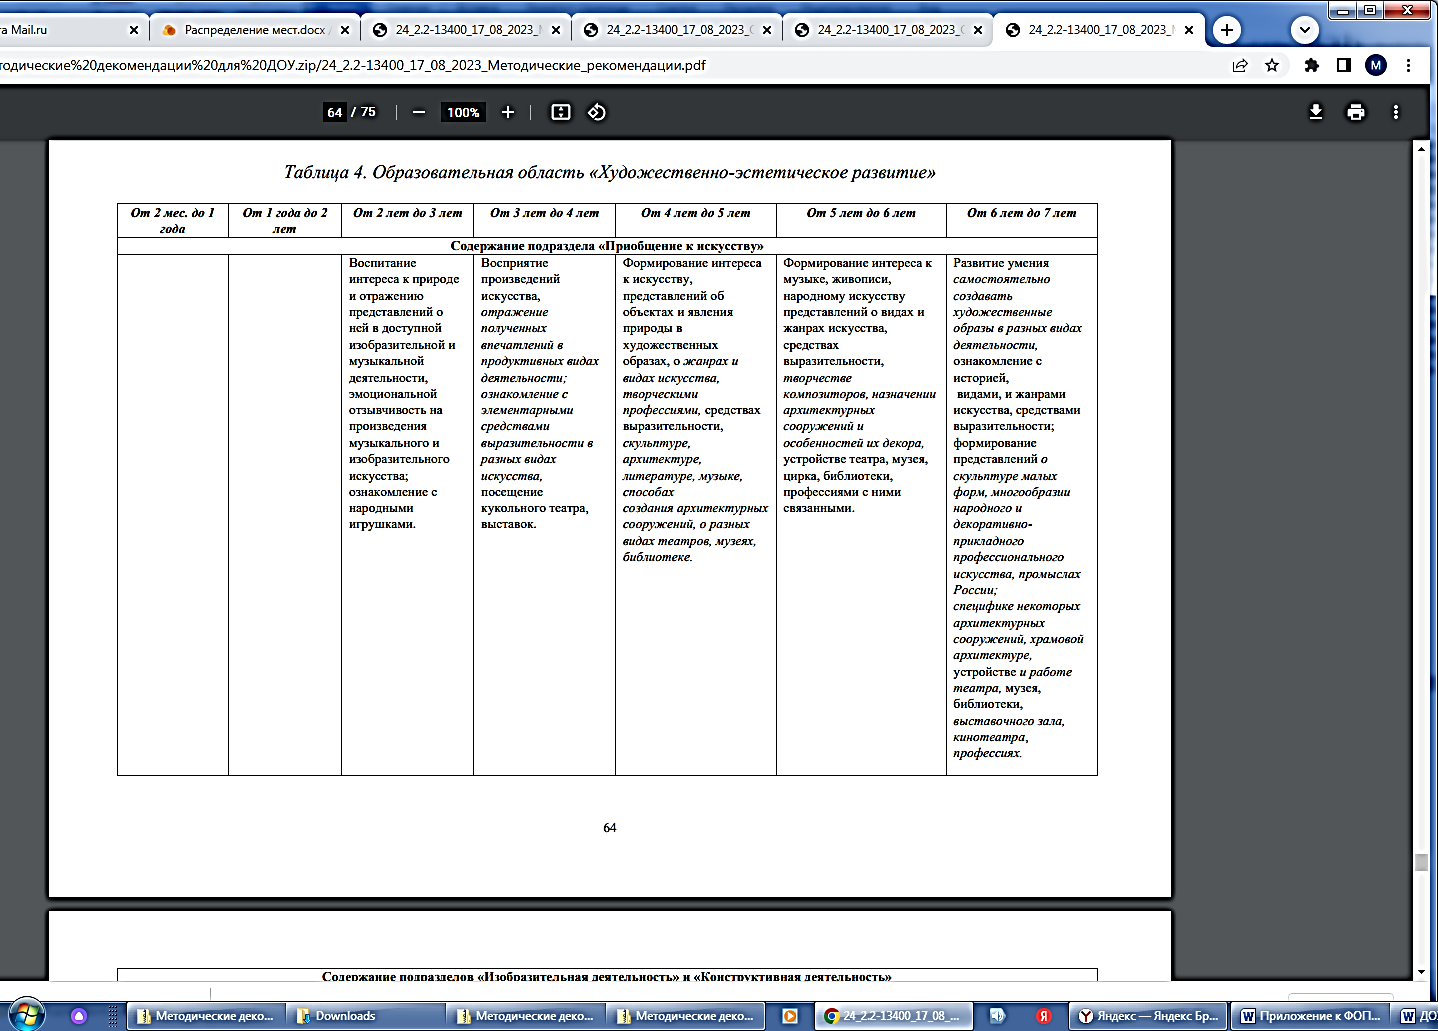 а Mail.ru
Распределение мест.docx
24_2.2-13400_17_08_2023_
24_2.2-13400_17_08_2023_
24_2.2-13400_17_08_2023_
24_2.2-13400_17_08_2023_
тодические%20декомендации%20для%20ДОУ.zip/24_2.2-13400_17_08_2023_Методические_рекомендации.pdf
M
64 / 75
100%
Таблица 4. Образовательная область «Художественно-эстетическое развитие»
От 2 мес. до 1
года
От 1 года до 2
лет
От 2 лет до 3 лет
От 3 лет до 4 лет
От 4 лет до 5 лет
От 5 лет до 6 лет
От 6 лет до 7 лет
Содержание подраздела «Приобщение к искусству»
Воспитание
интереса к природе
и отражению
представлений о
ней в доступной
изобразительной и
музыкальной
деятельности,
эмоциональной
отзывчивость на
произведения
музыкального и
изобразительного
искусства;
ознакомление с
народными
игрушками.
Восприятие
произведений
искусства,
отражение
полученных
впечатлений в
продуктивных видах
деятельности;
ознакомление с
элементарными
средствами
выразительности в
разных видах
искусства,
посещение
кукольного театра,
выставок.
Формирование интереса
к искусству,
представлений об
объектах и явления
природы в
художественных
образах, о жанрах и
видах искусства,
творческими
профессиями, средствах
выразительности,
скульптуре,
архитектуре,
литературе, музыке,
способах
создания архитектурных
сооружений, о разных
видах театров, музеях,
библиотеке.
Формирование интереса к
музыке, живописи,
народному искусству
представлений о видах и
жанрах искусства,
средствах
выразительности,
творчестве
композиторов, назначении
архитектурных
сооружений и
особенностей их декора,
устройстве театра, музея,
цирка, библиотеки,
профессиями с ними
связанными.
Развитие умения
самостоятельно
создавать
художественные
образы в разных видах
деятельности,
ознакомление с
историей,
видами, и жанрами
искусства, средствами
выразительности;
формирование
представлений о
скульптуре малых
форм, многообразии
народного и
декоративно-
прикладного
профессионального
искусства, промыслах
России;
специфике некоторых
архитектурных
сооружений, храмовой
архитектуре,
устройстве и работе
театра, музея,
библиотеки,
выставочного зала,
кинотеатра,
профессиях.
64
Содержание подразделов «Изобразительная деятельность» и «Конструктивная деятельность»
Методические деко...
Downloads
Методические деко...
Методические деко...
24_2.2-13400_17_08_...
Яндекс — Яндекс Бр...
Приложение к ФОП...
ДО